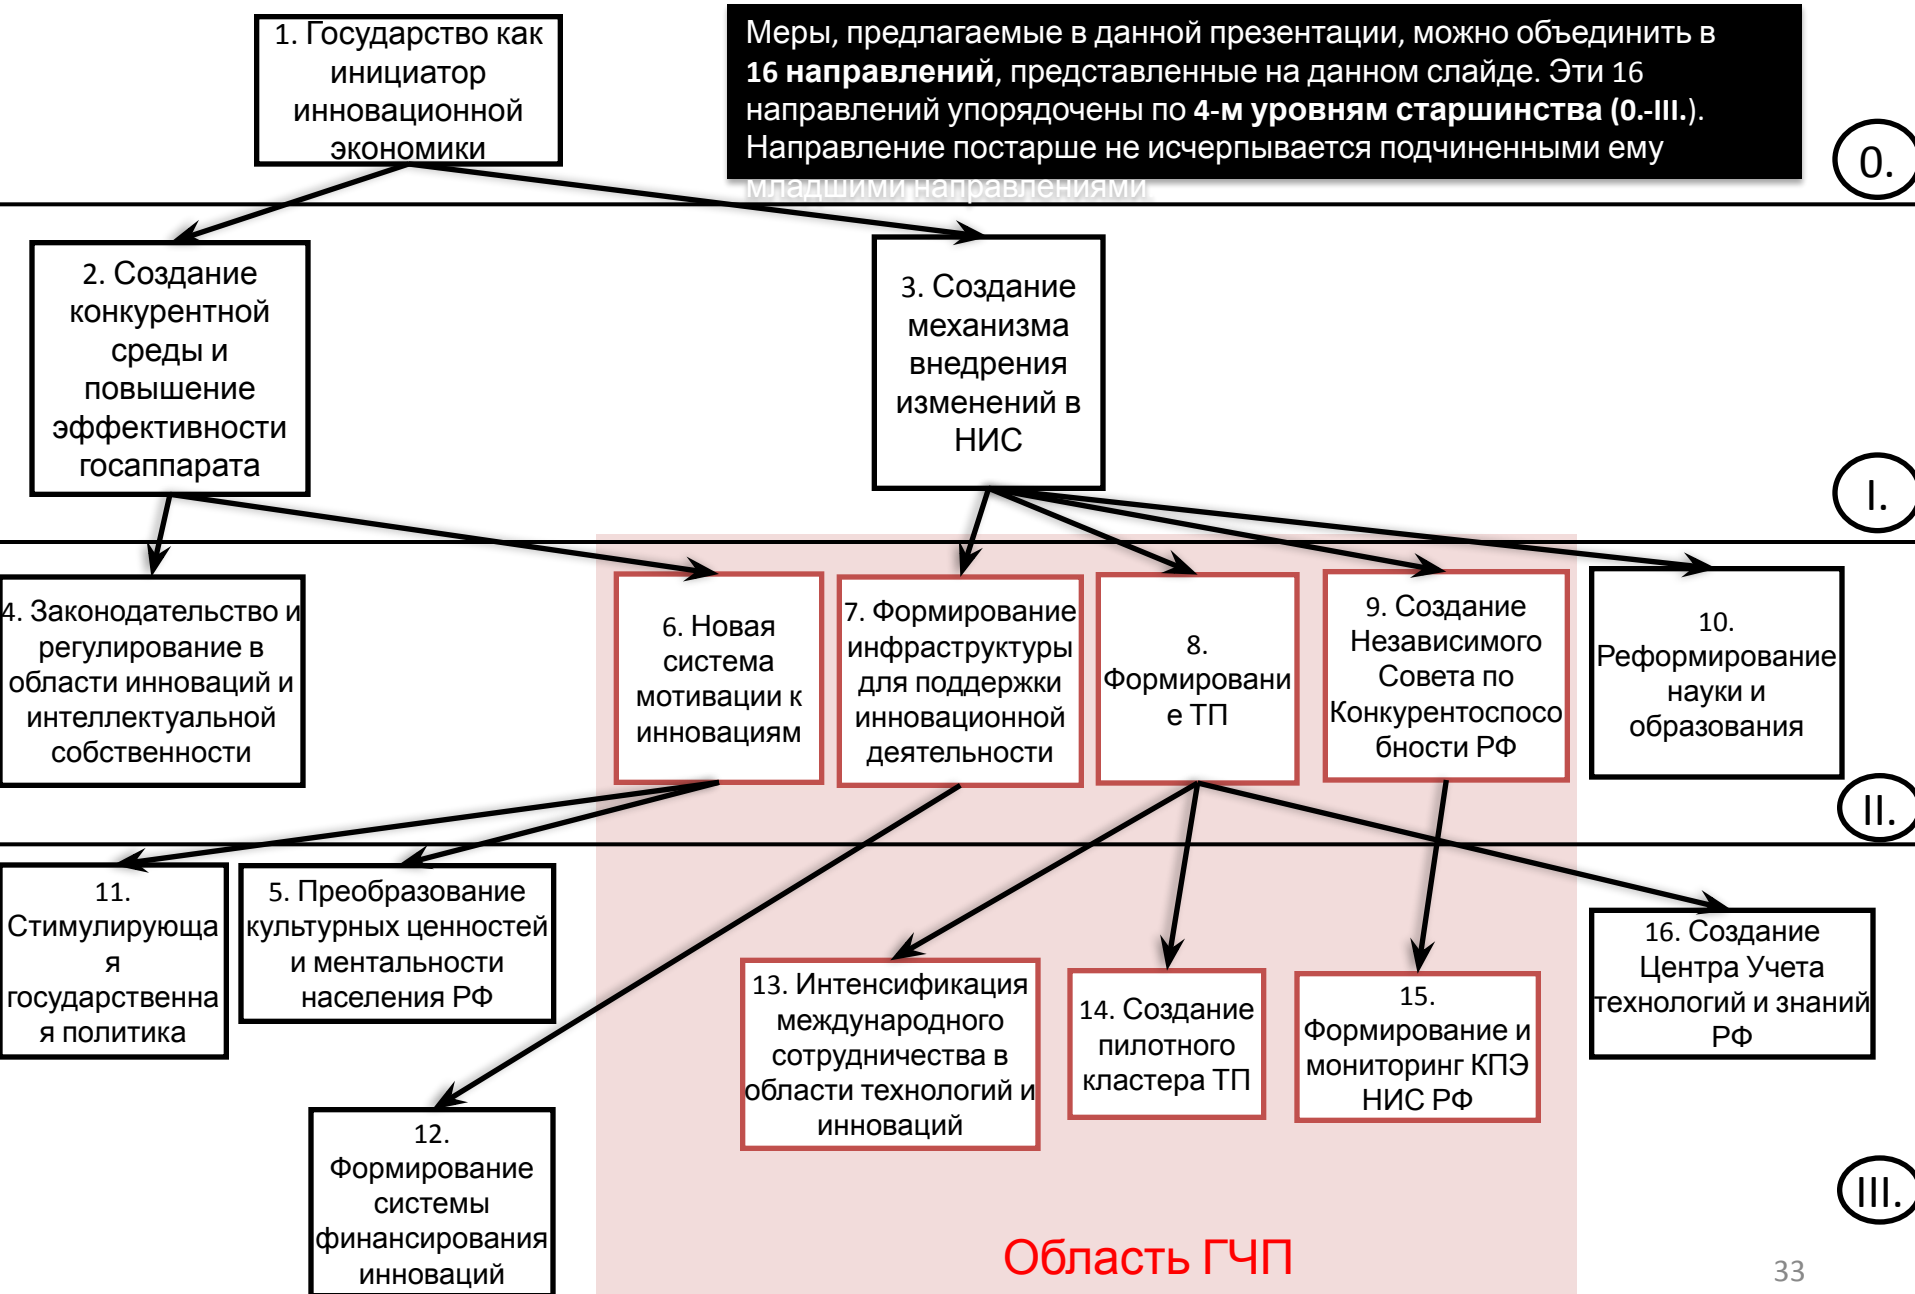 1. Государство как
инициатор
инновационной
экономики
Меры, предлагаемые в данной презентации, можно объединить в
16 направлений, представленные на данном слайде. Эти 16
направлений упорядочены по 4-м уровням старшинства (0.-III.).
Направление постарше не исчерпывается подчиненными ему
младшими направлениями
0.
2. Создание
конкурентной
среды и
повышение
эффективности
госаппарата
3. Создание
механизма
внедрения
изменений в
НИС
I.
4. Законодательство и
регулирование в
области инноваций и
интеллектуальной
собственности
6. Новая
система
мотивации к
инновациям
7. Формирование
инфраструктуры
для поддержки
инновационной
деятельности
8.
Формировани
е ТП
9. Создание
Независимого
Совета по
Конкурентоспосо
бности РФ
10.
Реформирование
науки и
образования
II.
11.
Стимулирующа
я
государственна
я политика
5. Преобразование
культурных ценностей
и ментальности
населения РФ
13. Интенсификация
международного
сотрудничества в
области технологий и
инноваций
14. Создание
пилотного
кластера ТП
15.
Формирование и
мониторинг КПЭ
НИС РФ
16. Создание
Центра Учета
технологий и знаний
РФ
12.
Формирование
системы
финансирования
инноваций
III.
Область ГЧП
33